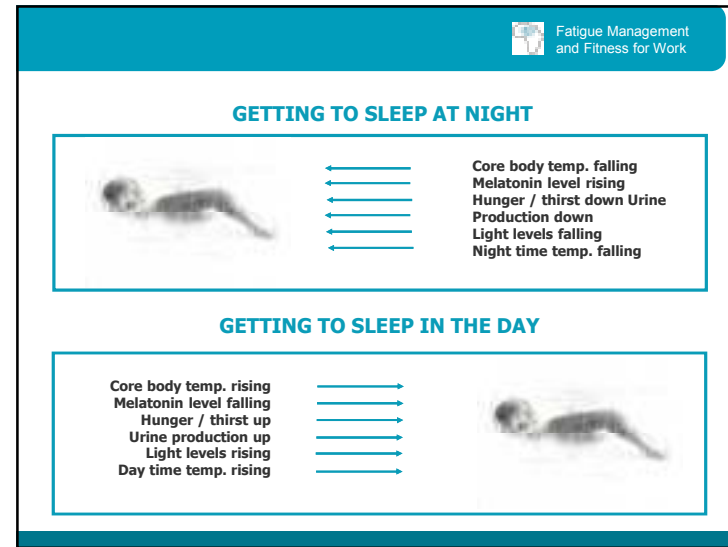 Fatigue Management
and Fitness for Work
GETTING TO SLEEP AT NIGHT
Core body temp. falling
Melatonin level rising
Hunger / thirst down Urine
Production down
Light levels falling
Night time temp. falling
GETTING TO SLEEP IN THE DAY
Core body temp. rising
Melatonin level falling
Hunger / thirst up
Urine production up
Light levels rising
Day time temp. rising